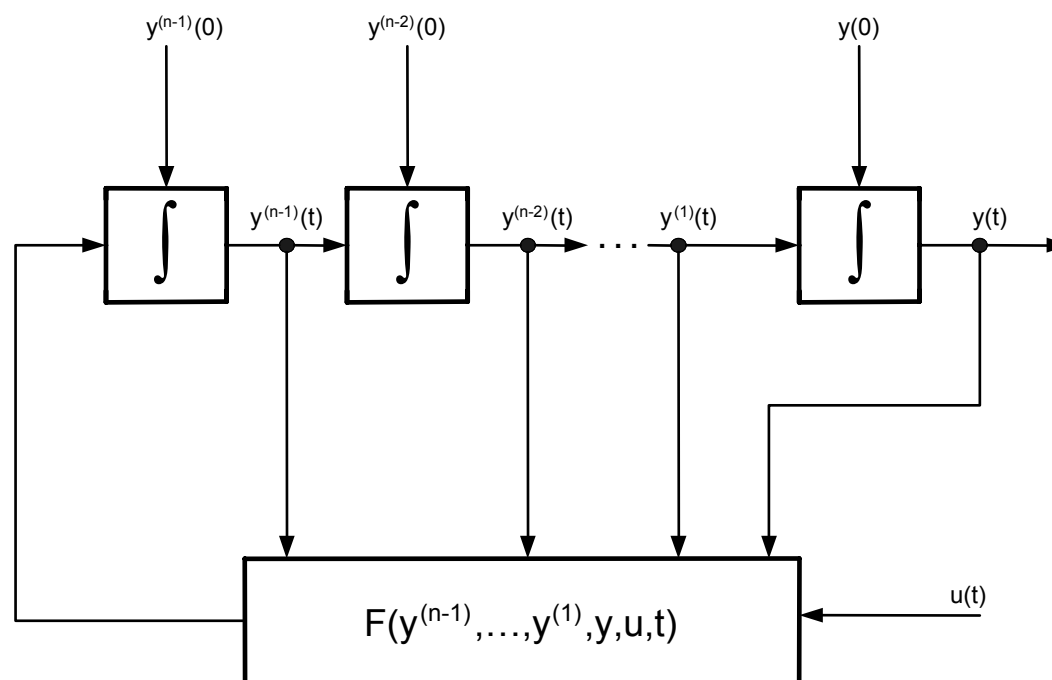 y⁽ⁿ⁻¹⁾(0) y⁽ⁿ⁻²⁾(0) y(0)
∫ ∫ ∫
y⁽ⁿ⁻¹⁾(t) y⁽ⁿ⁻²⁾(t) ... y⁽¹⁾(t) y(t)
u(t)
F(y⁽ⁿ⁻¹⁾,...,y⁽¹⁾,y,u,t)